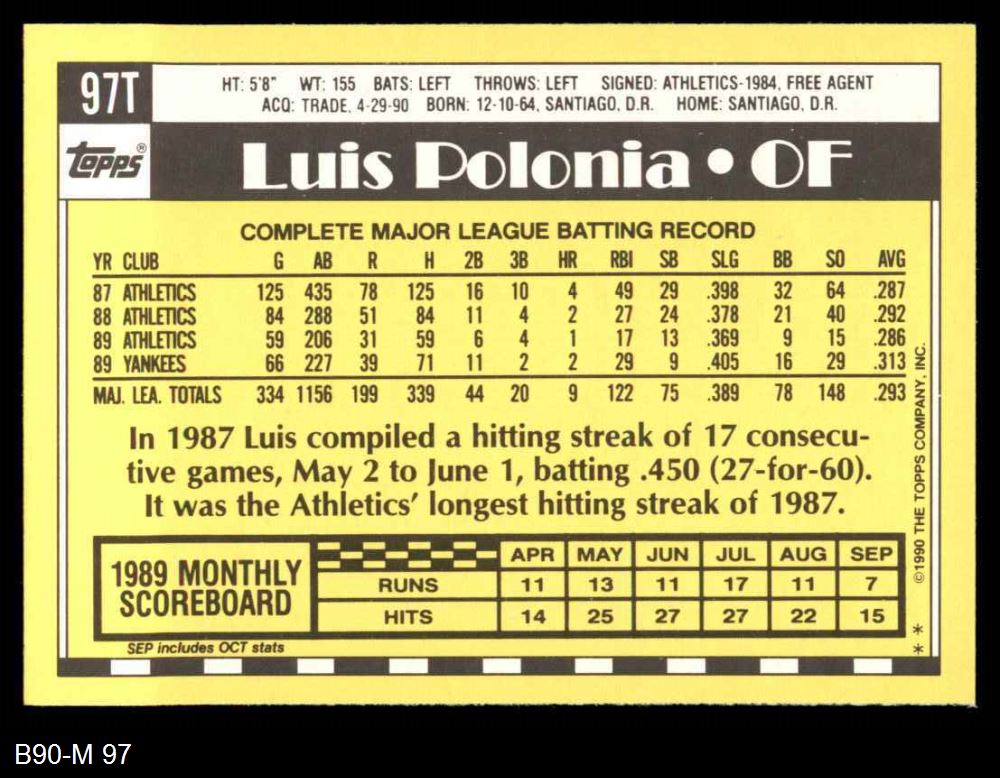 97T
HT: 5'8" WT: 155 BATS: LEFT THROWS: LEFT SIGNED: ATHLETICS-1984, FREE AGENT
ACQ: TRADE, 4-29-90 BORN: 12-10-64, SANTIAGO, D.R. HOME: SANTIAGO, D.R.
topps®
Luis Polonia • OF
COMPLETE MAJOR LEAGUE BATTING RECORD
YR CLUB G AB R H 2B 3B HR RBI SB SLG BB SO AVG
87 ATHLETICS 125 435 78 125 16 10 4 49 29 .398 32 64 .287
88 ATHLETICS 84 288 51 84 11 4 2 27 24 .378 21 40 .292
89 ATHLETICS 59 206 31 59 6 4 1 17 13 .369 9 15 .286
89 YANKEES 66 227 39 71 11 2 2 29 9 .405 16 29 .313
MAJ. LEA. TOTALS 334 1156 199 339 44 20 9 122 75 .389 78 148 .293
In 1987 Luis compiled a hitting streak of 17 consecu-
tive games, May 2 to June 1, batting .450 (27-for-60).
It was the Athletics' longest hitting streak of 1987.
1989 MONTHLY
SCOREBOARD
APR MAY JUN JUL AUG SEP
RUNS 11 13 11 17 11 7
HITS 14 25 27 27 22 15
SEP includes OCT stats
** ©1990 THE TOPPS COMPANY, INC.
B90-M 97